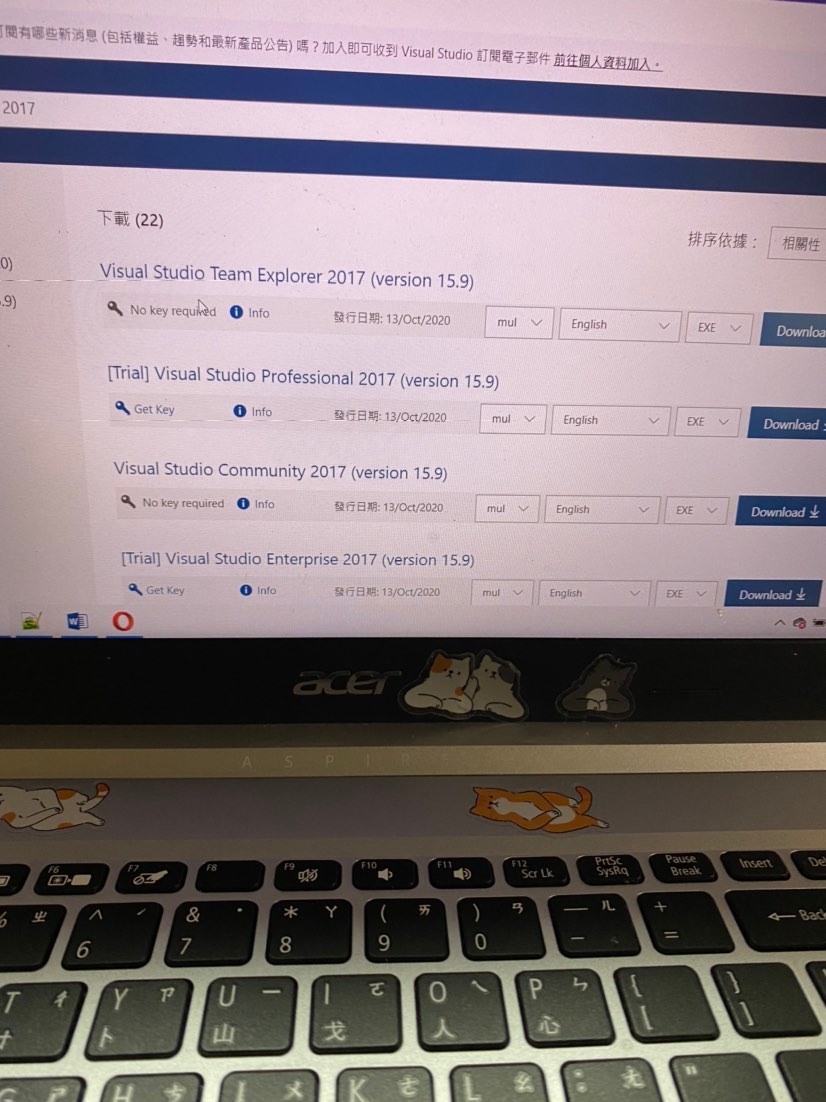 閱有哪些新消息 (包括權益、趨勢和最新產品公告) 嗎？加入即可收到 Visual Studio 訂閱電子郵件 前往個人資料加入。
2017
下載 (22)
排序依據： 相關性
0)
.9)
Visual Studio Team Explorer 2017 (version 15.9)
No key required Info 發行日期: 13/Oct/2020 mul English EXE Downloa
[Trial] Visual Studio Professional 2017 (version 15.9)
Get Key Info 發行日期: 13/Oct/2020 mul English EXE Download
Visual Studio Community 2017 (version 15.9)
No key required Info 發行日期: 13/Oct/2020 mul English EXE Download
[Trial] Visual Studio Enterprise 2017 (version 15.9)
Get Key Info 發行日期: 13/Oct/2020 mul English EXE Download
acer
ASPIRE
F6 F7 F8 F9 F10 F11 F12 Scr Lk PrtSc SysRq Pause Break Insert De
ㄓ ^ ˊ 6 & ˙ 7 * ㄚ 8 ( ㄞ 9 ) ㄢ 0 — ㄦ - + = ← Back
T ㄔ Y ㄗ 卜 U ㄧ 山 I ㄛ 戈 O ㄟ 人 P ㄣ 心 { [ } ]
G ㄕ H ㄘ J ㄨ K ㄜ L ㄠ : ; ㄤ "